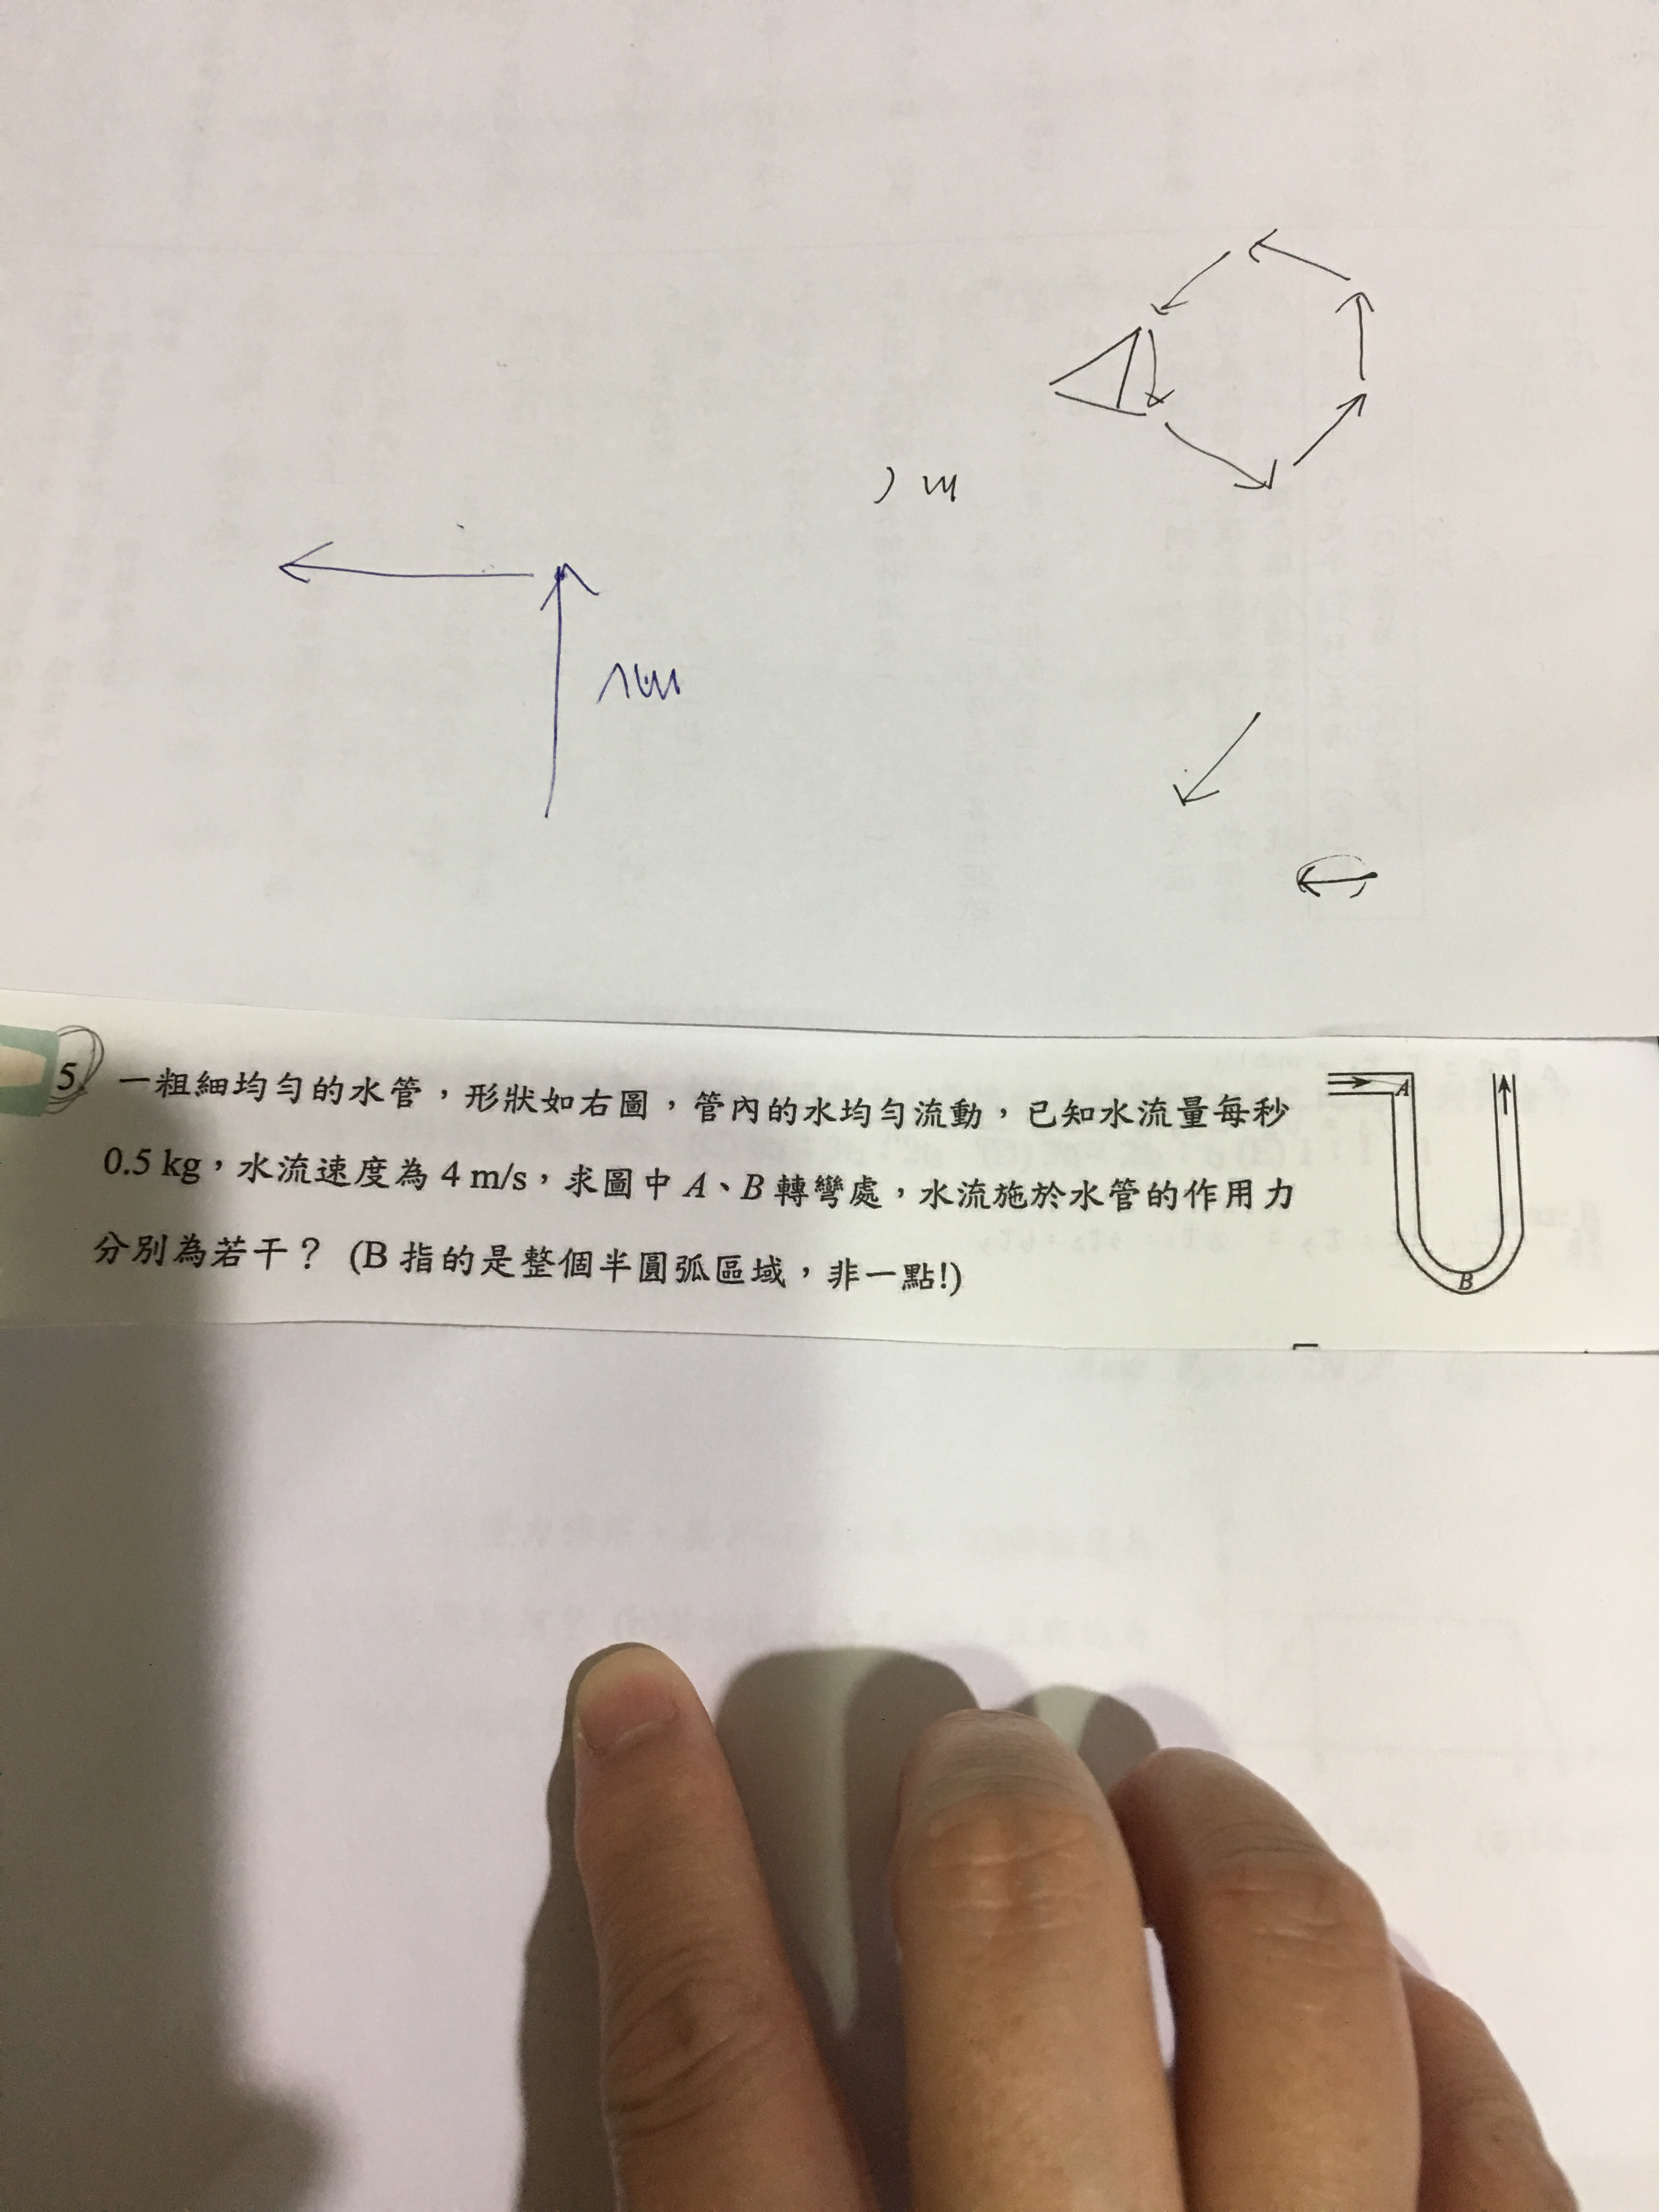 5. 一粗細均勻的水管，形狀如右圖，管內的水均勻流動，已知水流量每秒
0.5 kg，水流速度為 4 m/s，求圖中 A、B 轉彎處，水流施於水管的作用力
分別為若干？ (B 指的是整個半圓弧區域，非一點!)
A
B